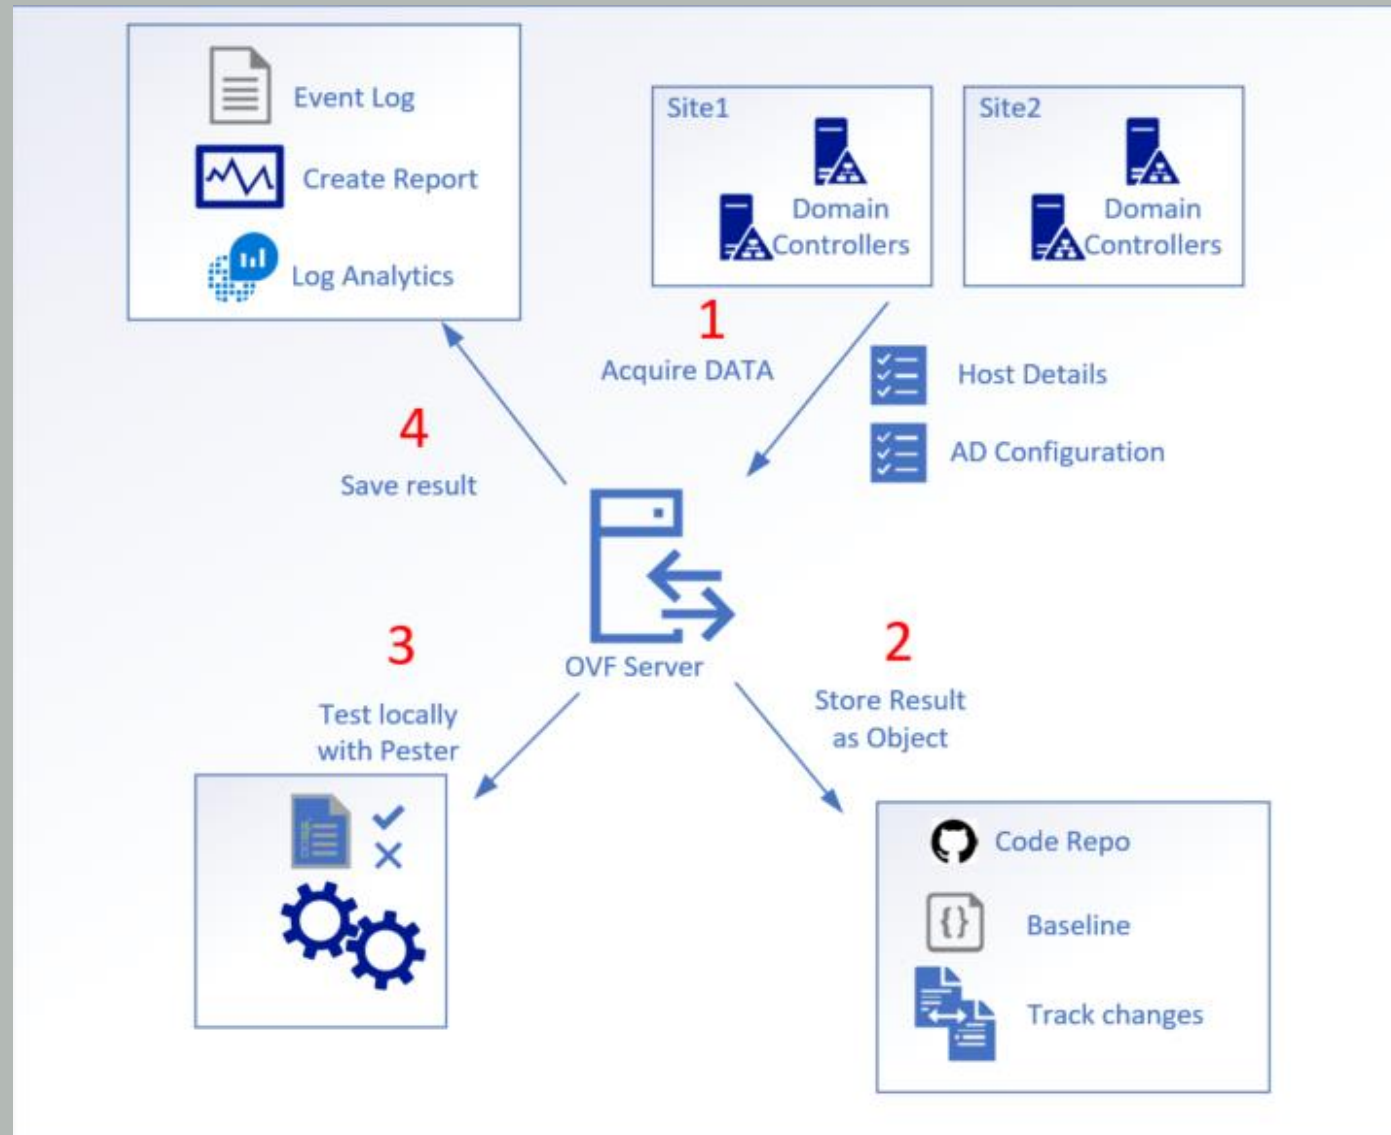 Event Log
Create Report
Log Analytics
Site1
Domain
Controllers
Site2
Domain
Controllers
1
Acquire DATA
Host Details
AD Configuration
4
Save result
OVF Server
3
Test locally
with Pester
2
Store Result
as Object
Code Repo
{}
Baseline
Track changes